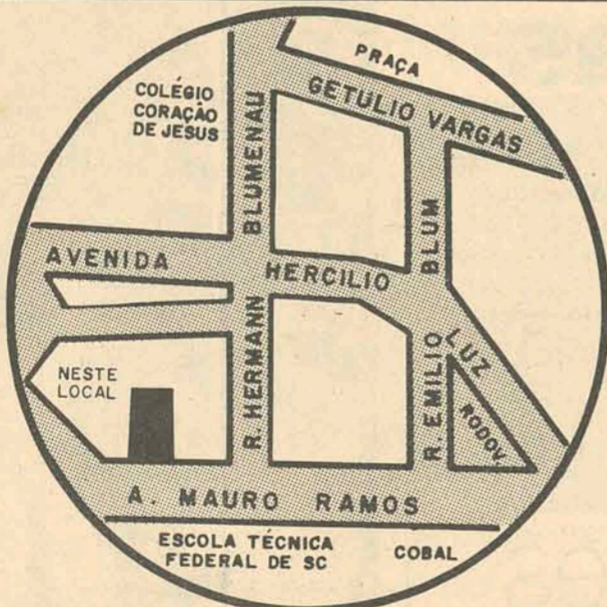 PRAÇA
GETULIO VARGAS
COLÉGIO
CORAÇÃO
DE JESUS
R. HERMANN BLUMENAU
R. EMILIO BLUM
AVENIDA HERCILIO LUZ
NESTE
LOCAL
RODOV.
A. MAURO RAMOS
ESCOLA TÉCNICA
FEDERAL DE SC
COBAL